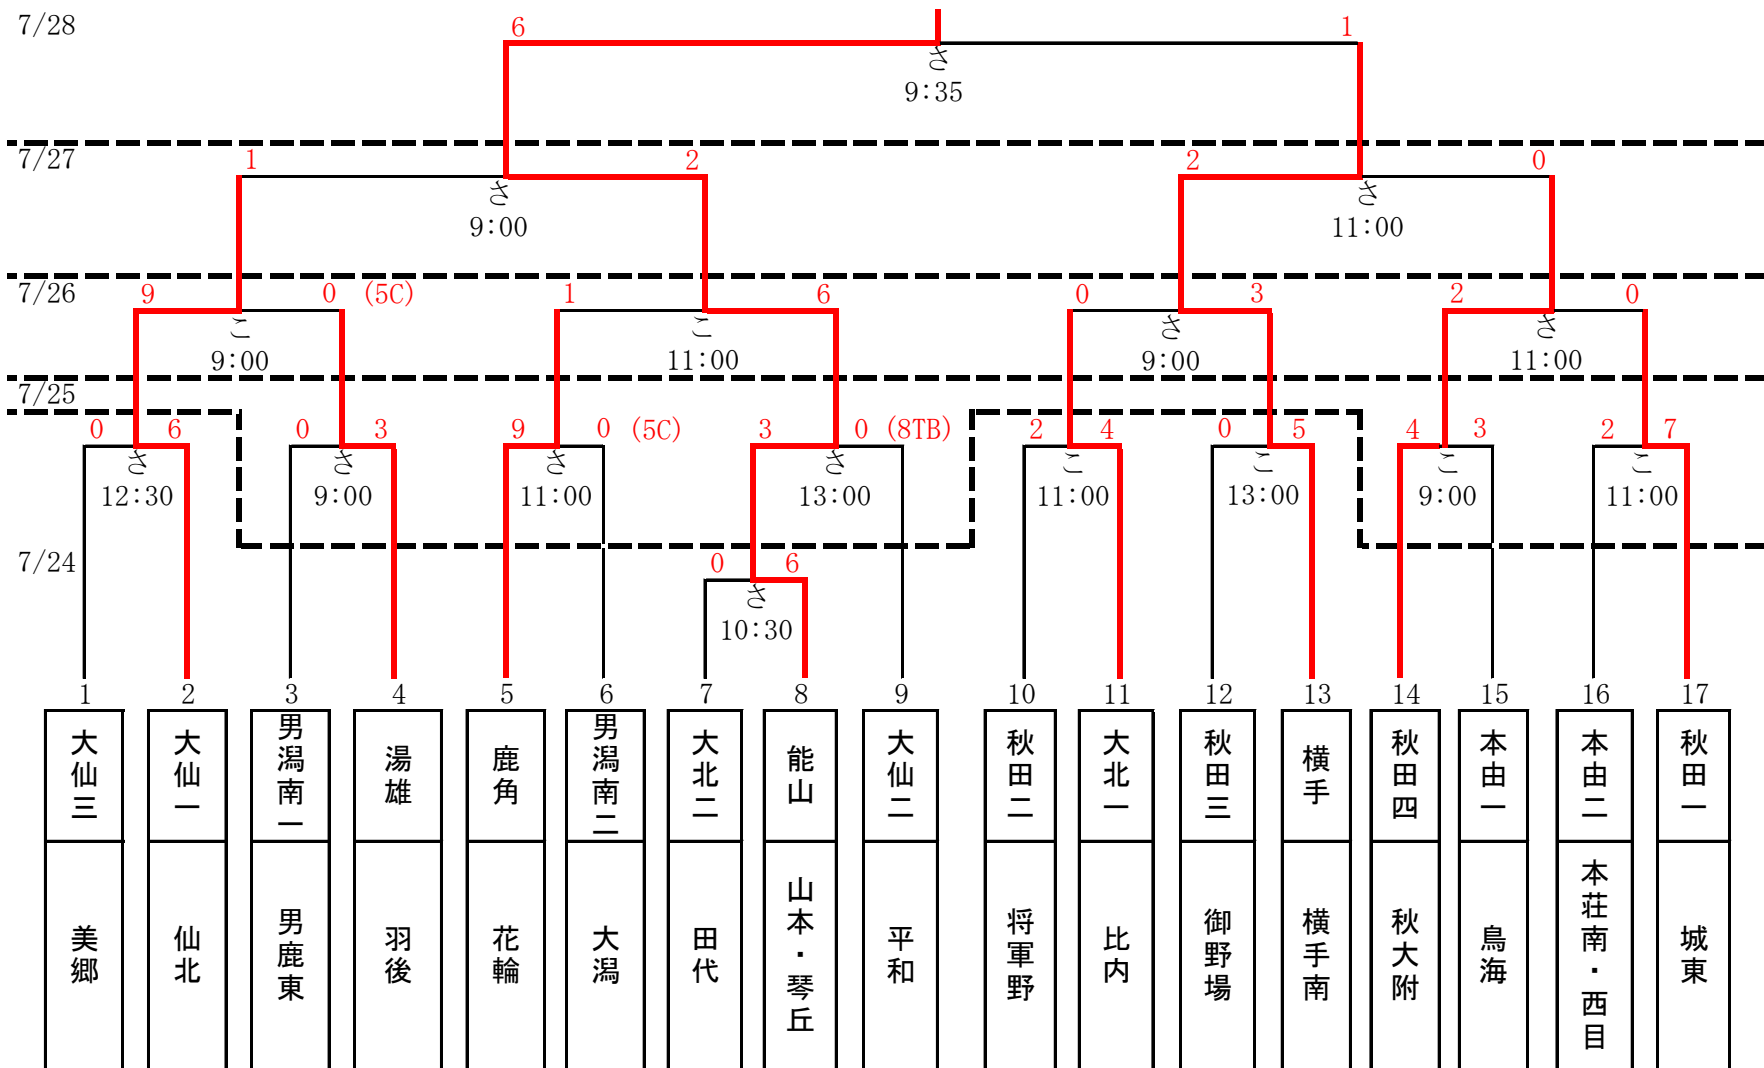 7/28
6 1
さ
9:35
7/27
1 2 2 0
さ さ
9:00 11:00
7/26
9 0 (5C) 1 6 0 3 2 0
こ こ さ さ
9:00 11:00 9:00 11:00
7/25
0 6 0 3 9 0 (5C) 3 0 (8TB) 2 4 0 5 4 3 2 7
さ さ さ さ こ こ こ こ
12:30 9:00 11:00 13:00 11:00 13:00 9:00 11:00
7/24
0 6
さ
10:30
1 2 3 4 5 6 7 8 9 10 11 12 13 14 15 16 17
大仙三
大仙一
男潟南一
湯雄
鹿角
男潟南二
大北二
能山
大仙二
秋田二
大北一
秋田三
横手
秋田四
本由一
本由二
秋田一
美郷
仙北
男鹿東
羽後
花輪
大潟
田代
山本・琴丘
平和
将軍野
比内
御野場
横手南
秋大附
鳥海
本荘南・西目
城東